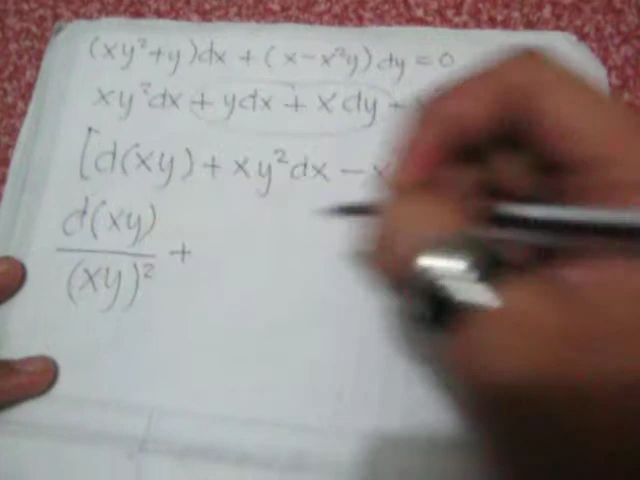 (xy²+y)dx + (x-x²y)dy = 0
xy²dx + ydx + xdy -
[d(xy) + xy²dx -
d(xy)/(xy)² +